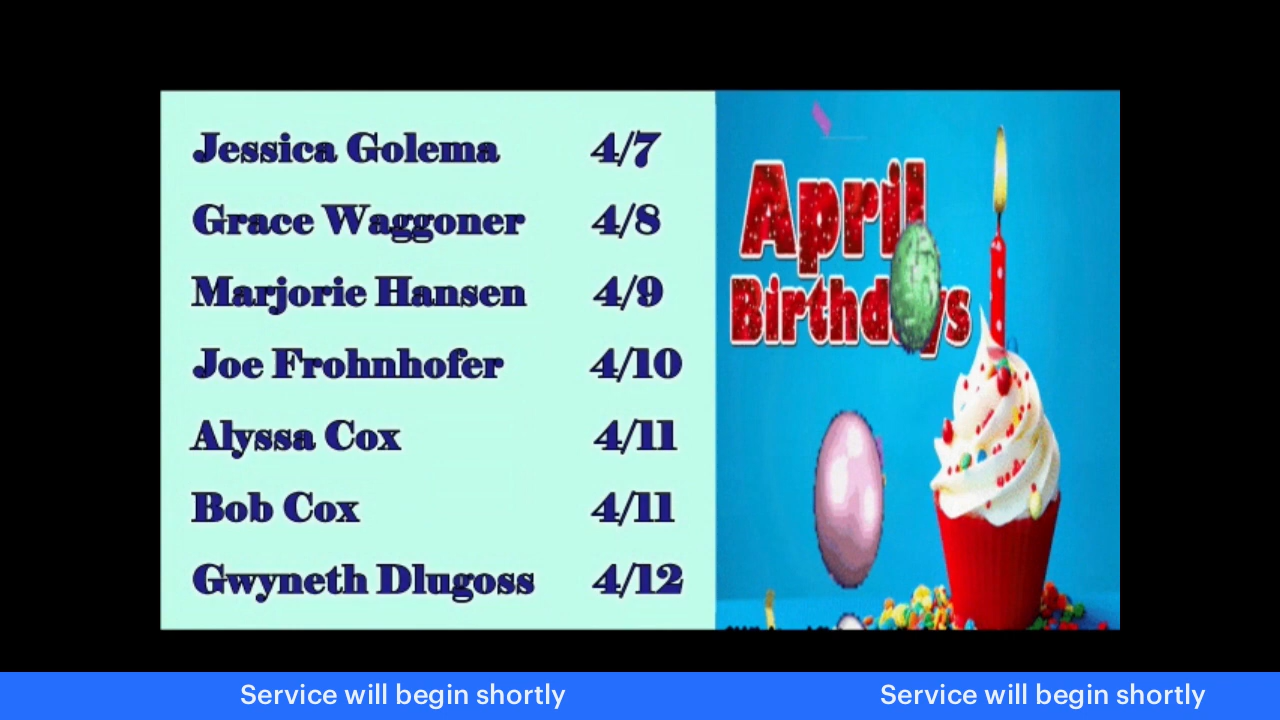 Jessica Golema 4/7
Grace Waggoner 4/8
Marjorie Hansen 4/9
Joe Frohnhofer 4/10
Alyssa Cox 4/11
Bob Cox 4/11
Gwyneth Dlugoss 4/12
April
Service will begin shortly Service will begin shortly